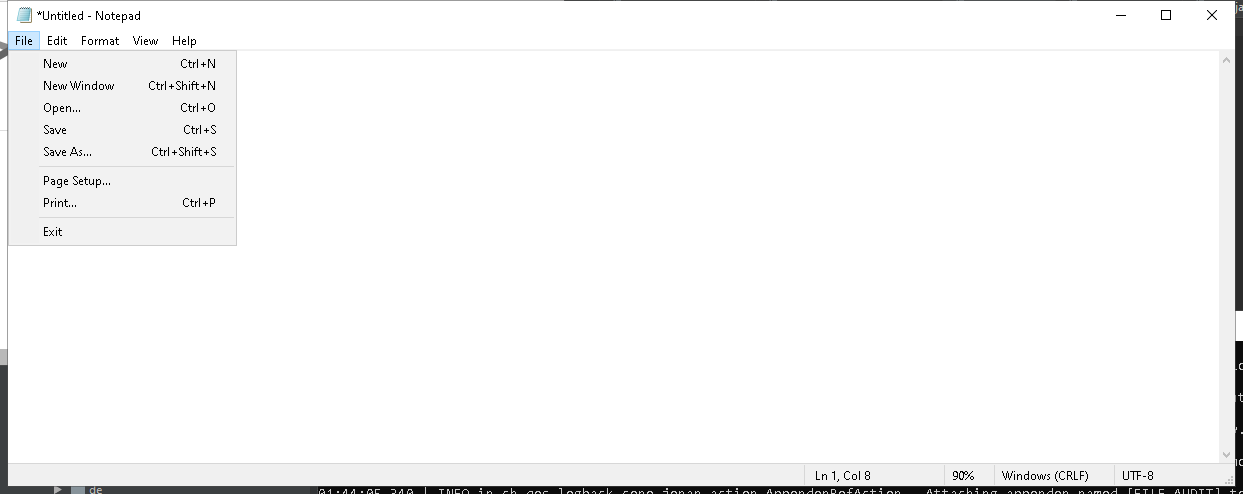 *Untitled - Notepad
File Edit Format View Help
New Ctrl+N
New Window Ctrl+Shift+N
Open... Ctrl+O
Save Ctrl+S
Save As... Ctrl+Shift+S
Page Setup...
Print... Ctrl+P
Exit
Ln 1, Col 8 90% Windows (CRLF) UTF-8
de
01:44:05,340 | INFO in ch.qos.logback.core.joran.action.AppenderRefAction - Attaching appender named [FILE_AUDIT] t